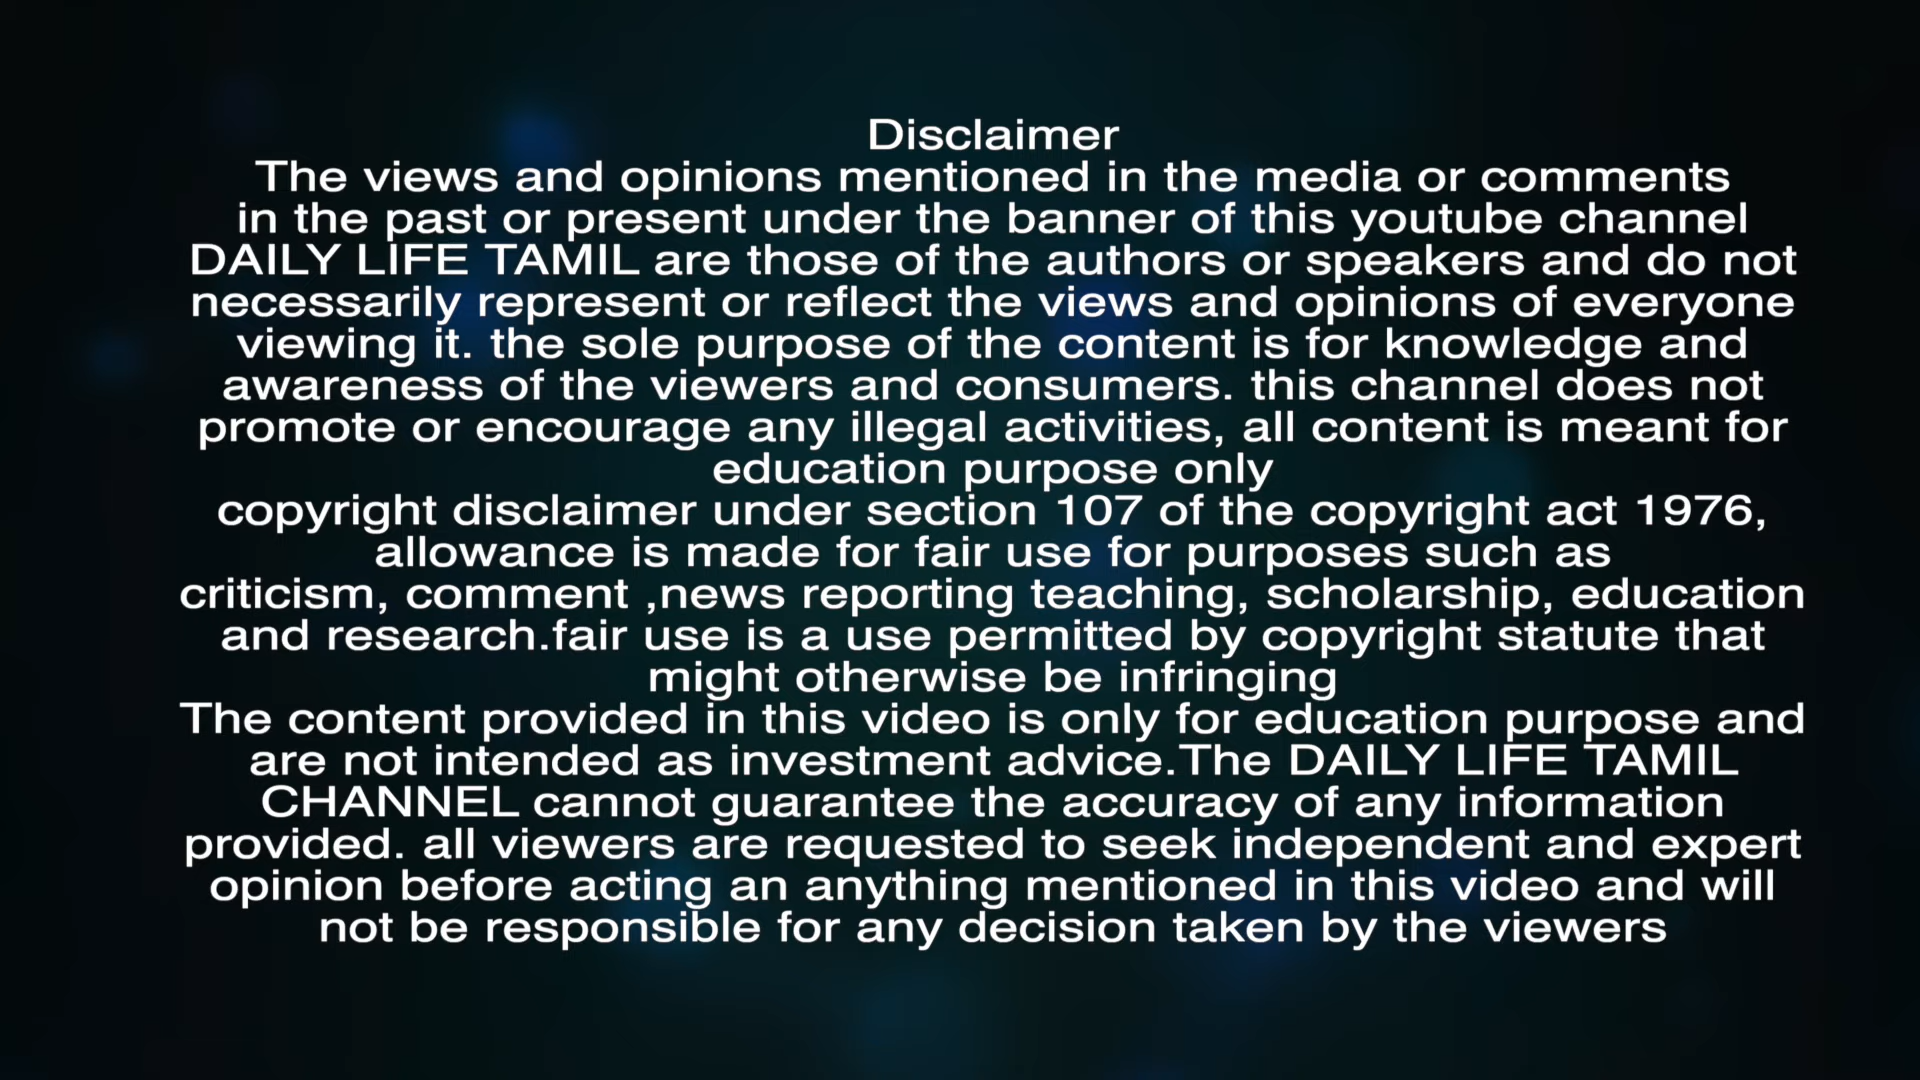 Disclaimer
The views and opinions mentioned in the media or comments
in the past or present under the banner of this youtube channel
DAILY LIFE TAMIL are those of the authors or speakers and do not
necessarily represent or reflect the views and opinions of everyone
viewing it. the sole purpose of the content is for knowledge and
awareness of the viewers and consumers. this channel does not
promote or encourage any illegal activities, all content is meant for
education purpose only
copyright disclaimer under section 107 of the copyright act 1976,
allowance is made for fair use for purposes such as
criticism, comment ,news reporting teaching, scholarship, education
and research.fair use is a use permitted by copyright statute that
might otherwise be infringing
The content provided in this video is only for education purpose and
are not intended as investment advice.The DAILY LIFE TAMIL
CHANNEL cannot guarantee the accuracy of any information
provided. all viewers are requested to seek independent and expert
opinion before acting an anything mentioned in this video and will
not be responsible for any decision taken by the viewers